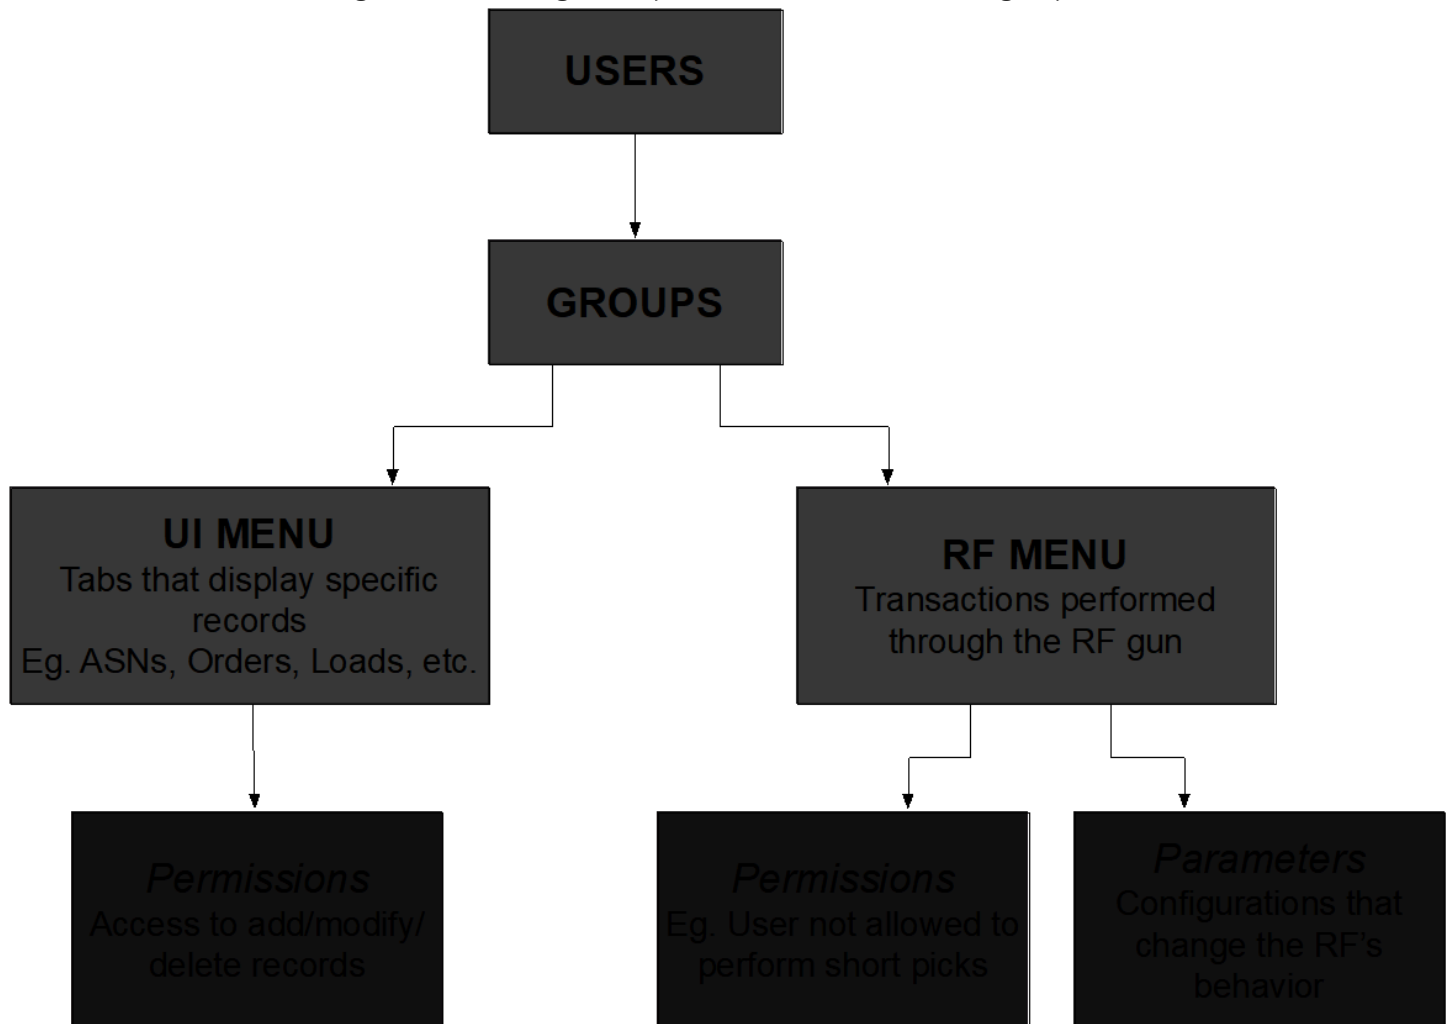 USERS
GROUPS
UI MENU
Tabs that display specific
records
Eg. ASNs, Orders, Loads, etc.
RF MENU
Transactions performed
through the RF gun
Permissions
Access to add/modify/
delete records
Permissions
Eg. User not allowed to
perform short picks
Parameters
Configurations that
change the RF's
behavior